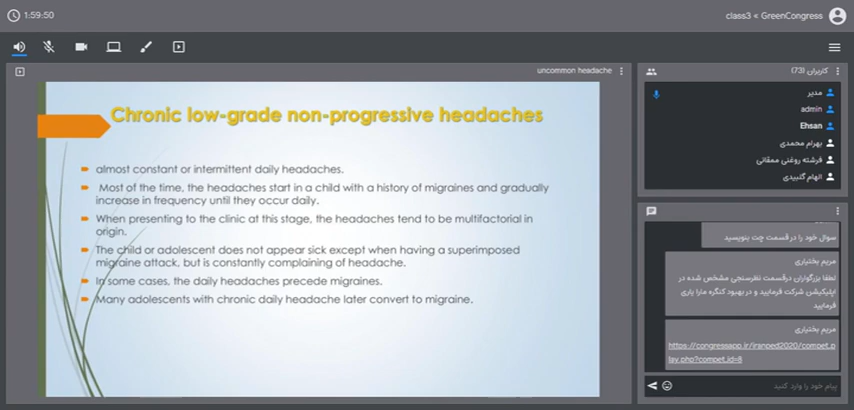 1:59:50
class3 < GreenCongress
uncommon headache
Chronic low-grade non-progressive headaches
almost constant or intermittent daily headaches.
Most of the time, the headaches start in a child with a history of migraines and gradually
increase in frequency until they occur daily.
When presenting to the clinic at this stage, the headaches tend to be multifactorial in
origin.
The child or adolescent does not appear sick except when having a superimposed
migraine attack, but is constantly complaining of headache.
In some cases, the daily headaches precede migraines.
Many adolescents with chronic daily headache later convert to migraine.
کاربران (73)
مدیر
admin
Ehsan
بهرام محمدی
فرشته روغنی ممقانی
الهام گنبیدی
سوال خود را در قسمت چت بنویسید
مریم بختیاری
لطفا بزرگواران درقسمت نظرسنجی مشخص شده در
اپلیکیشن شرکت فرمایید و در بهبود کنگره مارا یاری
فرمایید
مریم بختیاری
https://congressapp.ir/iranped2020/compet_p
lay.php?compet_id=8
پیام خود را وارد کنید